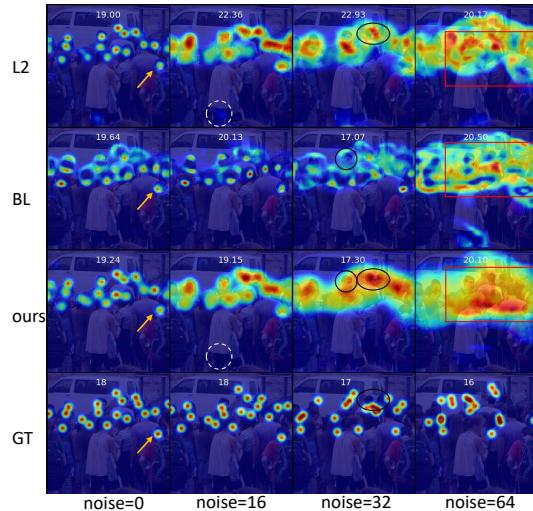 19.00 22.36 22.93 20.17
L2
19.64 20.13 17.07 20.50
BL
19.24 19.15 17.30 20.10
ours
18 18 17 16
GT
noise=0 noise=16 noise=32 noise=64